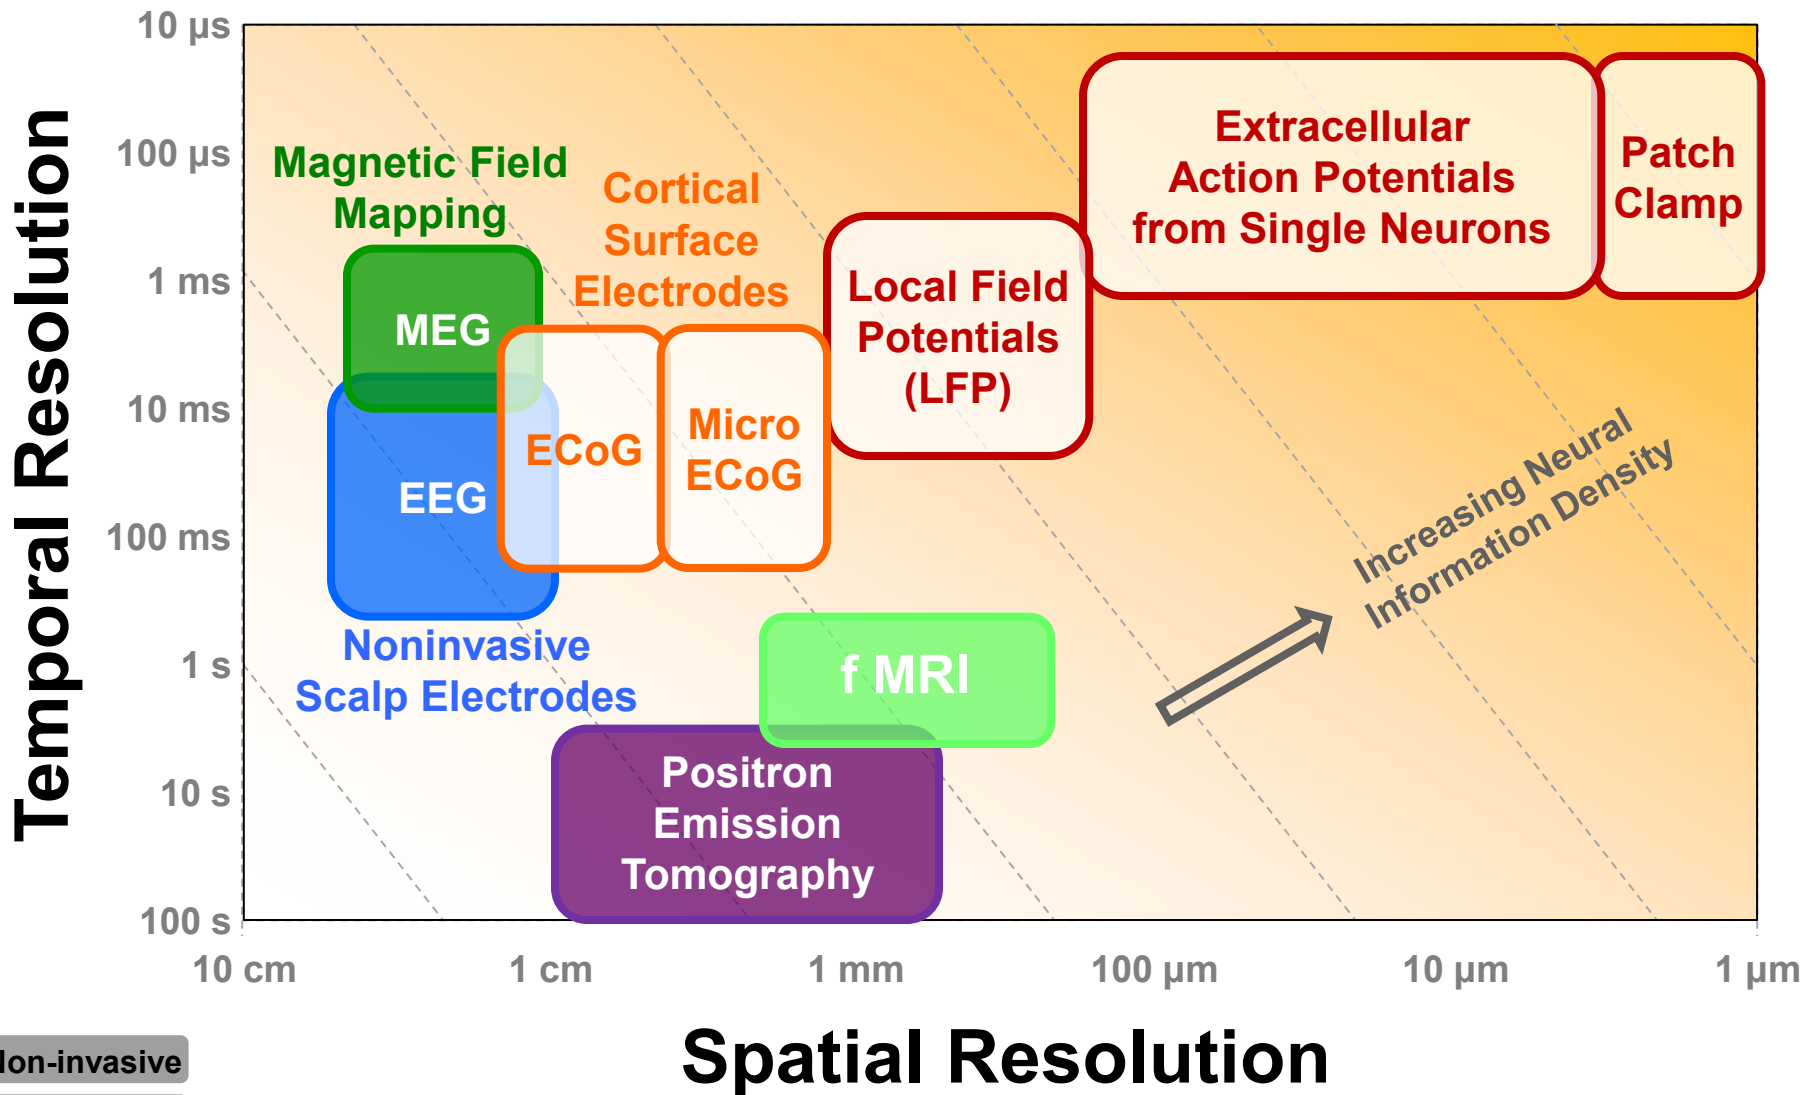 Temporal Resolution
10 µs
100 µs
1 ms
10 ms
100 ms
1 s
10 s
100 s
Magnetic Field
Mapping
MEG
EEG
Noninvasive
Scalp Electrodes
Cortical
Surface
Electrodes
ECoG
Micro
ECoG
Local Field
Potentials
(LFP)
Extracellular
Action Potentials
from Single Neurons
Patch
Clamp
Increasing Neural
Information Density
f MRI
Positron
Emission
Tomography
10 cm
1 cm
1 mm
100 µm
10 µm
1 µm
Spatial Resolution
Non-invasive